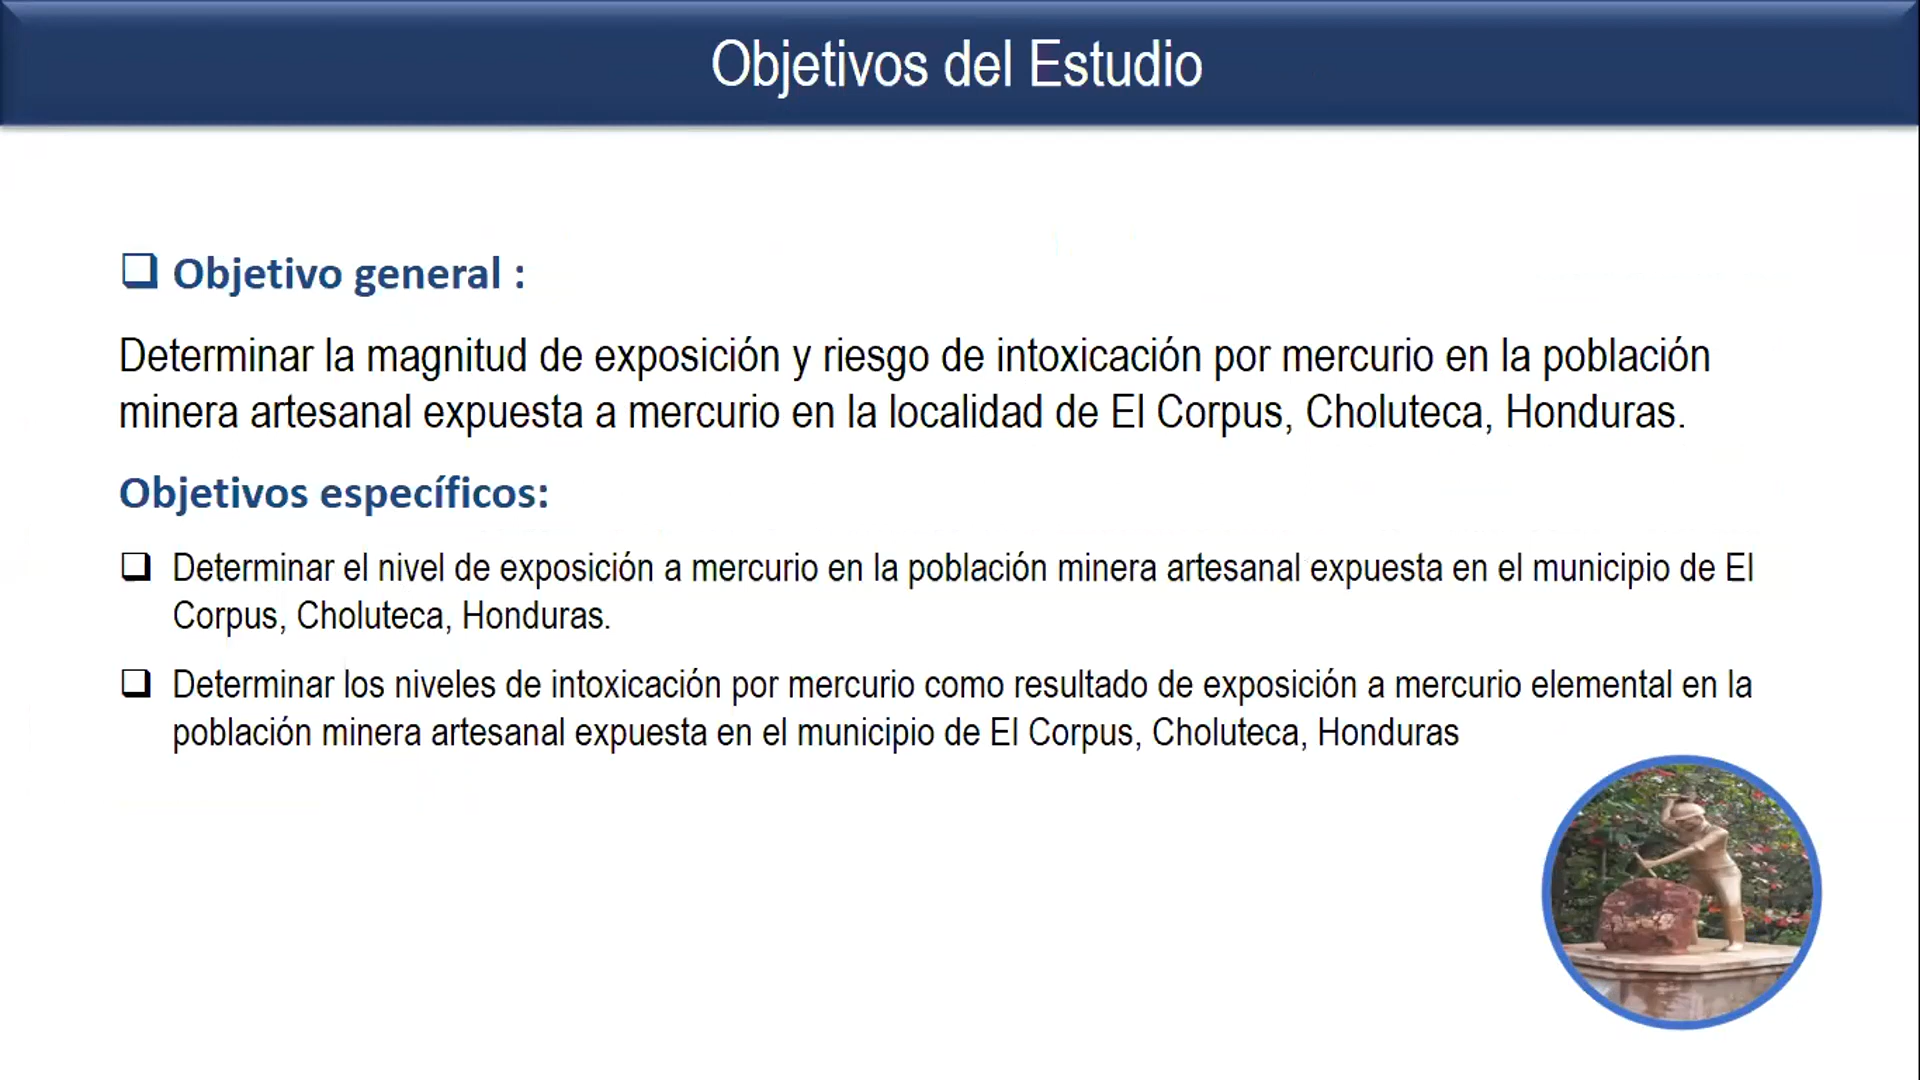 Objetivos del Estudio
Objetivo general :
Determinar la magnitud de exposición y riesgo de intoxicación por mercurio en la población
minera artesanal expuesta a mercurio en la localidad de El Corpus, Choluteca, Honduras.
Objetivos específicos:
Determinar el nivel de exposición a mercurio en la población minera artesanal expuesta en el municipio de El
Corpus, Choluteca, Honduras.
Determinar los niveles de intoxicación por mercurio como resultado de exposición a mercurio elemental en la
población minera artesanal expuesta en el municipio de El Corpus, Choluteca, Honduras